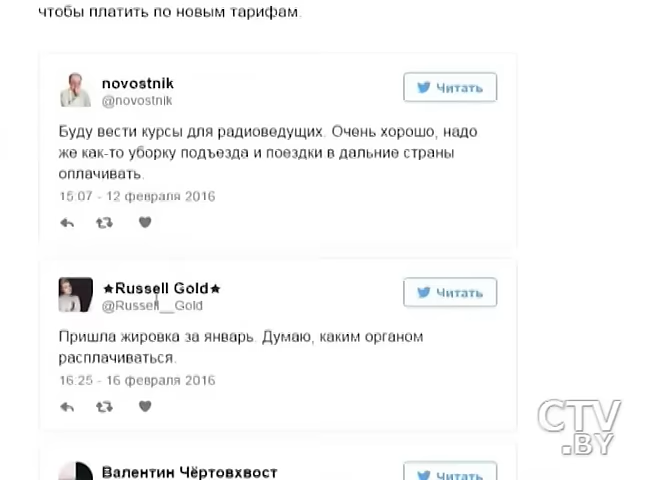 чтобы платить по новым тарифам.
novostnik
@novostnik
Читать
Буду вести курсы для радиоведущих. Очень хорошо, надо
же как-то уборку подъезда и поездки в дальние страны
оплачивать.
15:07 - 12 февраля 2016
★Russell Gold★
@Russell__Gold
Читать
Пришла жировка за январь. Думаю, каким органом
расплачиваться.
16:25 - 16 февраля 2016
CTV
.BY
Валентин Чёртовхвост
Читать